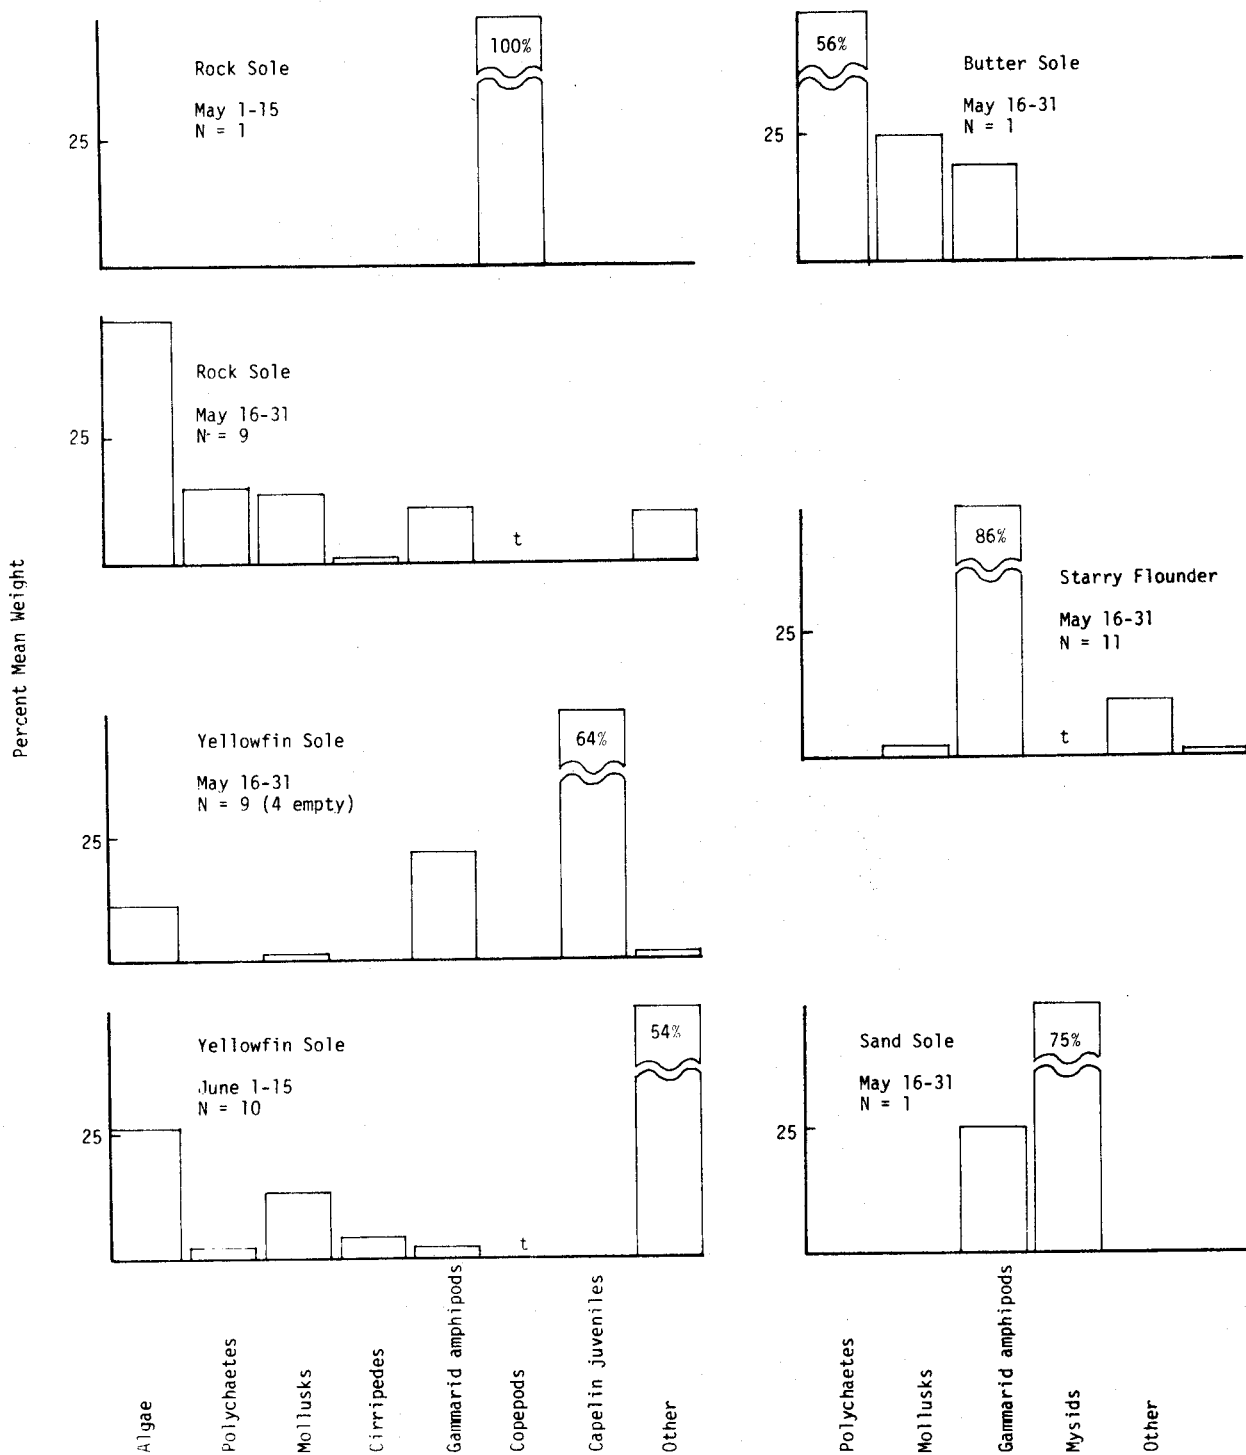 Percent Mean Weight
100%
Rock Sole
May 1-15
N = 1
25
56%
Butter Sole
May 16-31
N = 1
25
Rock Sole
May 16-31
N = 9
25
t
86%
Starry Flounder
May 16-31
N = 11
25
t
64%
Yellowfin Sole
May 16-31
N = 9 (4 empty)
25
54%
Yellowfin Sole
June 1-15
N = 10
25
t
75%
Sand Sole
May 16-31
N = 1
25
Algae
Polychaetes
Mollusks
Cirripedes
Gammarid amphipods
Copepods
Capelin juveniles
Other
Polychaetes
Mollusks
Gammarid amphipods
Mysids
Other